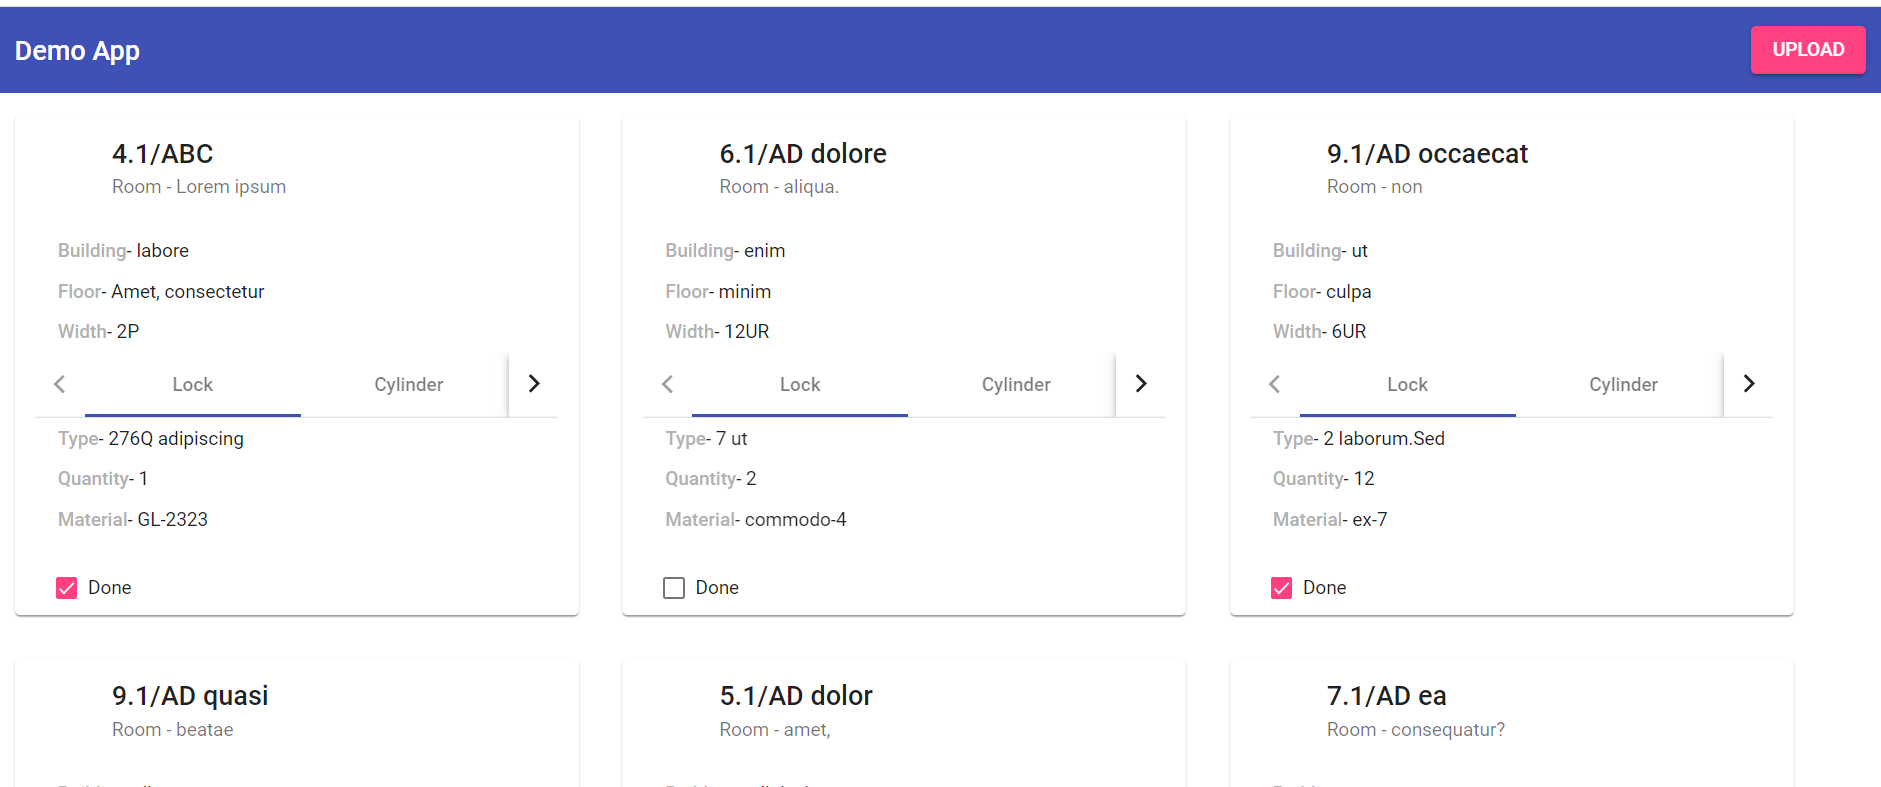 Demo App
UPLOAD
4.1/ABC
Room - Lorem ipsum
Building- labore
Floor- Amet, consectetur
Width- 2P
Lock Cylinder
Type- 276Q adipiscing
Quantity- 1
Material- GL-2323
Done
6.1/AD dolore
Room - aliqua.
Building- enim
Floor- minim
Width- 12UR
Lock Cylinder
Type- 7 ut
Quantity- 2
Material- commodo-4
Done
9.1/AD occaecat
Room - non
Building- ut
Floor- culpa
Width- 6UR
Lock Cylinder
Type- 2 laborum.Sed
Quantity- 12
Material- ex-7
Done
9.1/AD quasi
Room - beatae
5.1/AD dolor
Room - amet,
7.1/AD ea
Room - consequatur?